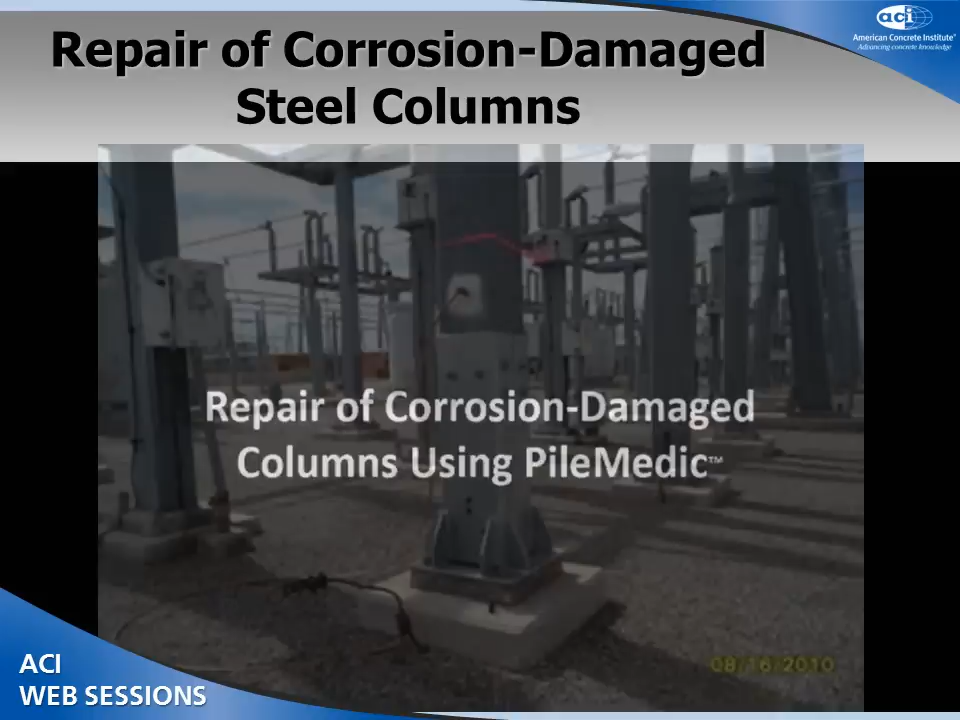 Repair of Corrosion-Damaged
Steel Columns
aci
American Concrete Institute®
Advancing concrete knowledge
Repair of Corrosion-Damaged
Columns Using PileMedic™
08/16/2010
ACI
WEB SESSIONS